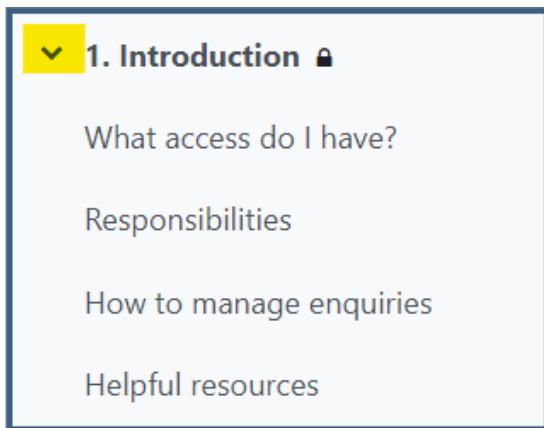 1. Introduction
What access do I have?
Responsibilities
How to manage enquiries
Helpful resources